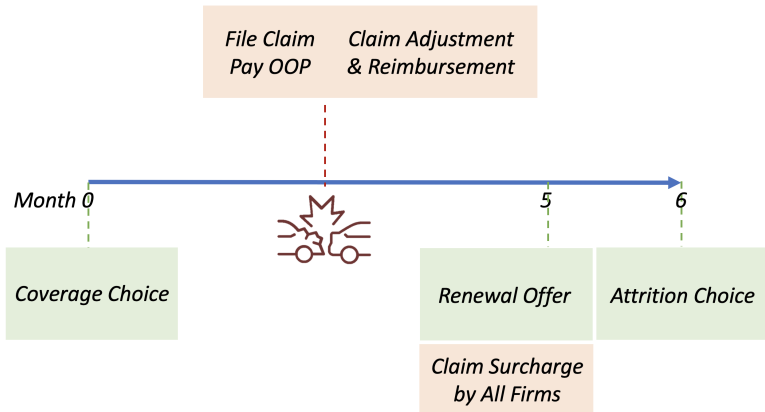 File Claim
Pay OOP
Claim Adjustment
& Reimbursement
Month 0
5
6
Coverage Choice
Renewal Offer
Attrition Choice
Claim Surcharge
by All Firms